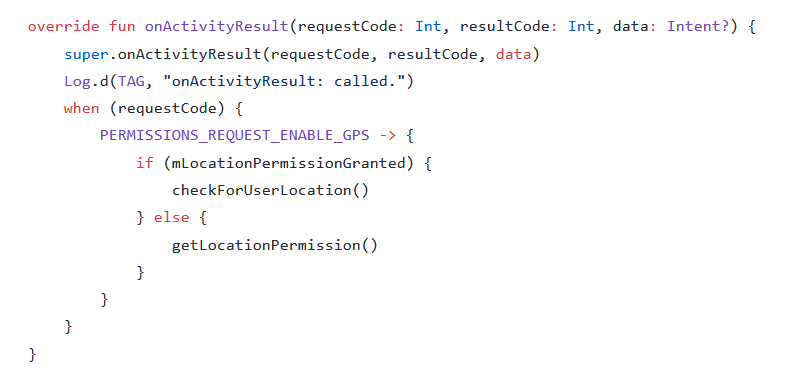 override fun onActivityResult(requestCode: Int, resultCode: Int, data: Intent?) {
    super.onActivityResult(requestCode, resultCode, data)
    Log.d(TAG, "onActivityResult: called.")
    when (requestCode) {
        PERMISSIONS_REQUEST_ENABLE_GPS -> {
            if (mLocationPermissionGranted) {
                checkForUserLocation()
            } else {
                getLocationPermission()
            }
        }
    }
}